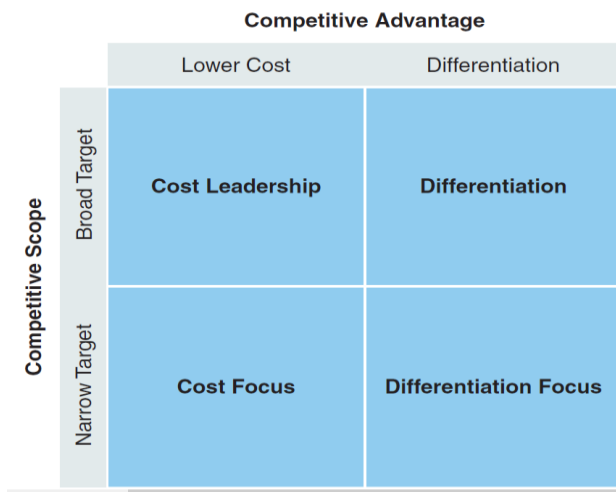 Competitive Advantage
Lower Cost
Differentiation
Competitive Scope
Broad Target
Cost Leadership
Differentiation
Narrow Target
Cost Focus
Differentiation Focus